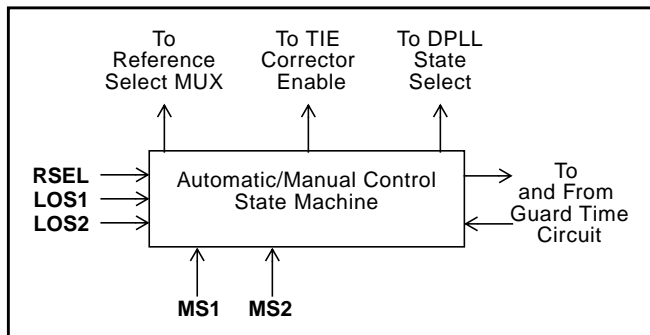 To
Reference
Select MUX
To TIE
Corrector
Enable
To DPLL
State
Select
RSEL
LOS1
LOS2
Automatic/Manual Control
State Machine
To
and From
Guard Time
Circuit
MS1
MS2